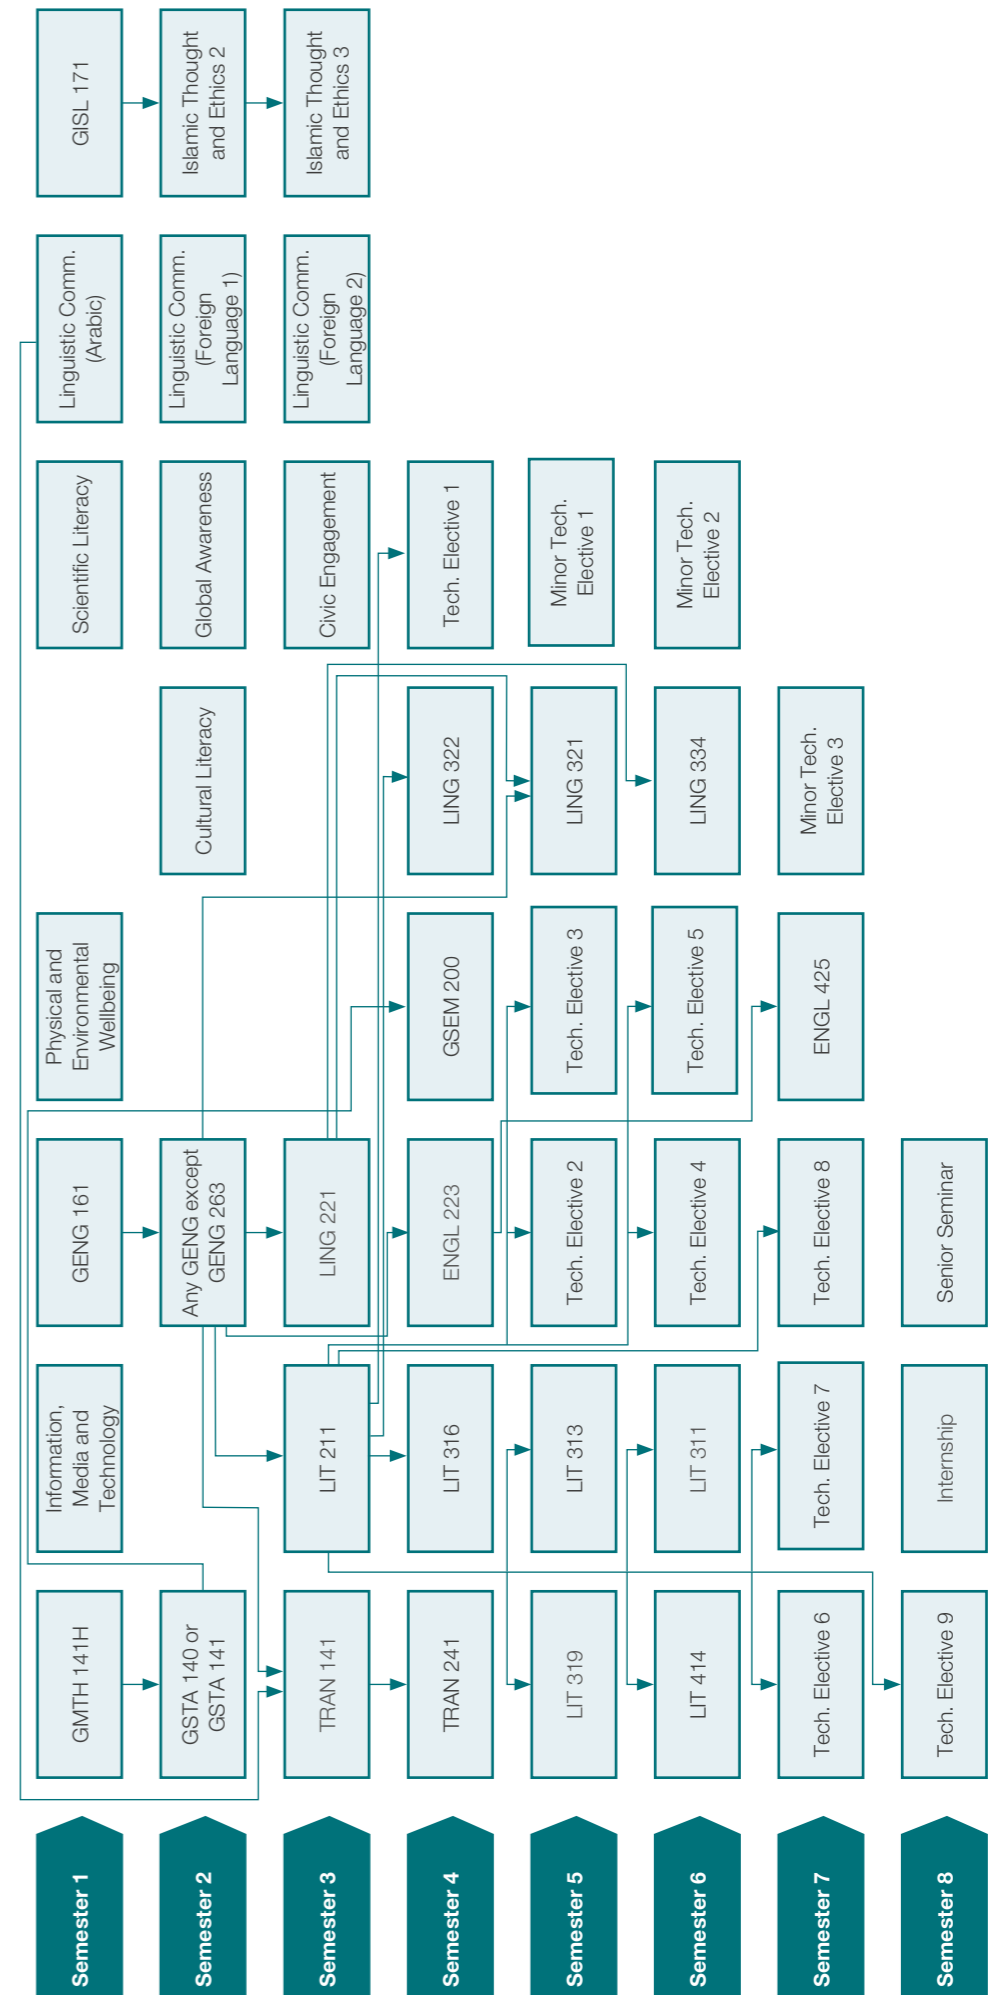 Semester 1
GMTH 141H
Information,
Media and
Technology
GENG 161
Physical and
Environmental
Wellbeing
Scientific Literacy
Linguistic Comm.
(Arabic)
GISL 171
Semester 2
GSTA 140 or
GSTA 141
Any GENG except
GENG 263
Cultural Literacy
Global Awareness
Linguistic Comm.
(Foreign
Language 1)
Islamic Thought
and Ethics 2
Semester 3
TRAN 141
LIT 211
LING 221
Civic Engagement
Linguistic Comm.
(Foreign
Language 2)
Islamic Thought
and Ethics 3
Semester 4
TRAN 241
LIT 316
ENGL 223
GSEM 200
LING 322
Tech. Elective 1
Semester 5
LIT 319
LIT 313
Tech. Elective 2
Tech. Elective 3
LING 321
Minor Tech.
Elective 1
Semester 6
LIT 414
LIT 311
Tech. Elective 4
Tech. Elective 5
LING 334
Minor Tech.
Elective 2
Semester 7
Tech. Elective 6
Tech. Elective 7
Tech. Elective 8
ENGL 425
Minor Tech.
Elective 3
Semester 8
Tech. Elective 9
Internship
Senior Seminar